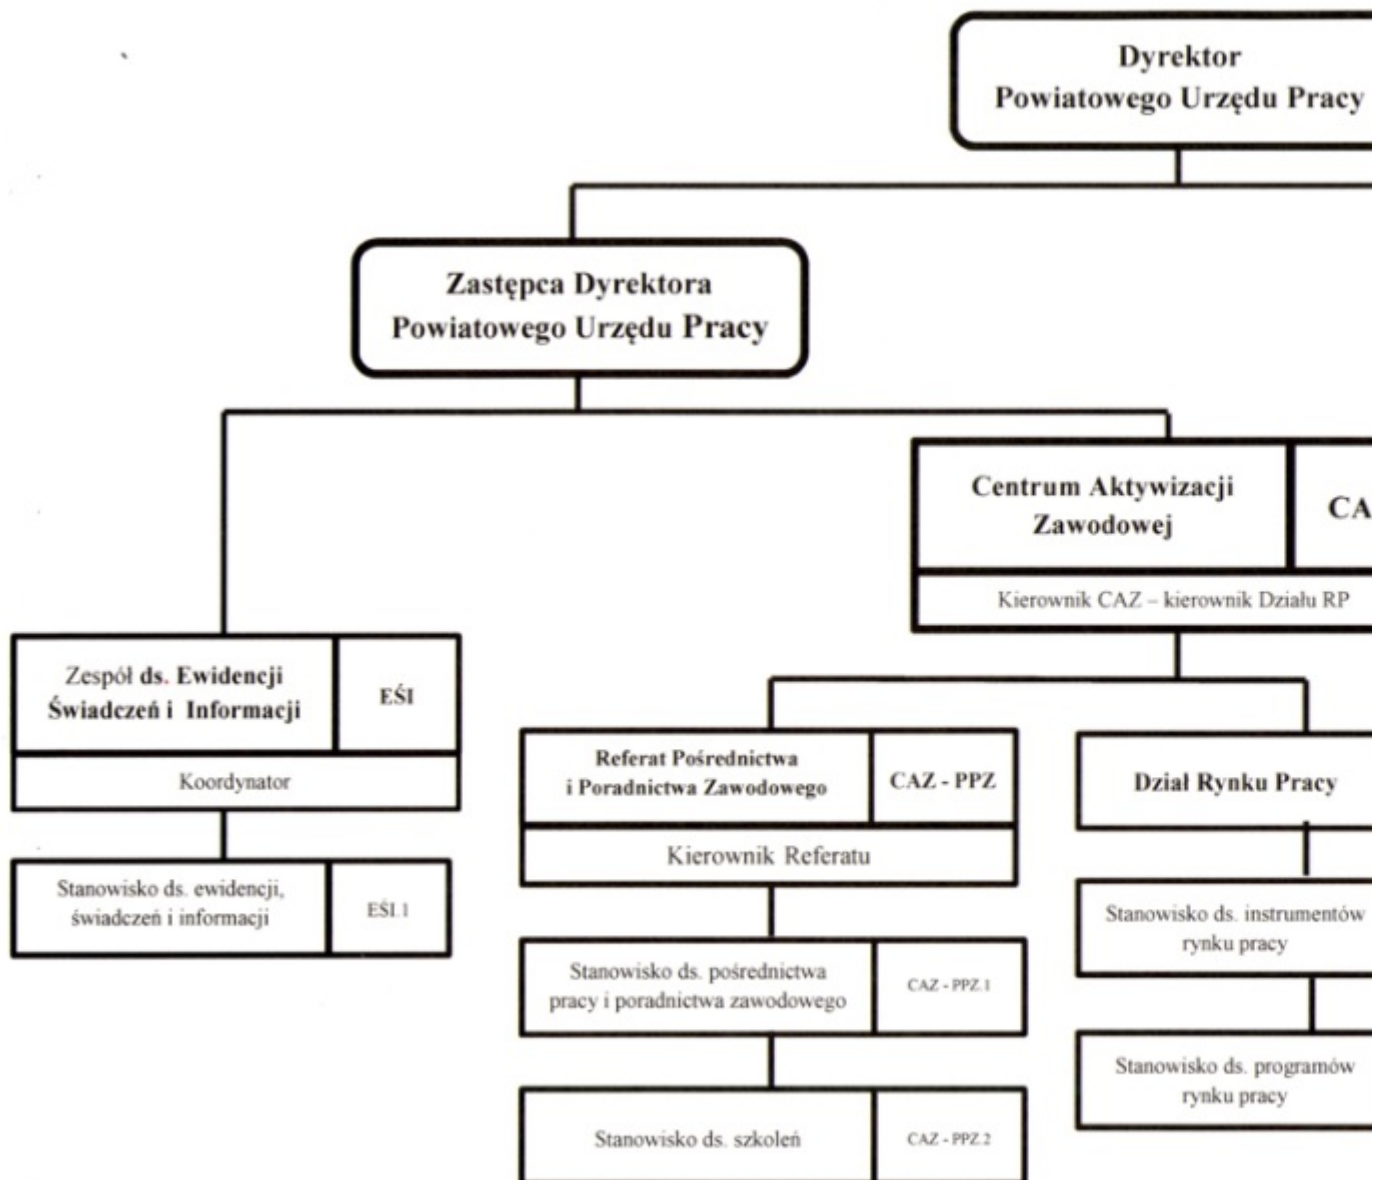 Dyrektor
Powiatowego Urzędu Pracy
Zastępca Dyrektora
Powiatowego Urzędu Pracy
Centrum Aktywizacji
Zawodowej
CA
Kierownik CAZ – kierownik Działu RP
Zespół ds. Ewidencji
Świadczeń i Informacji
EŚI
Koordynator
Stanowisko ds. ewidencji,
świadczeń i informacji
EŚI.1
Referat Pośrednictwa
i Poradnictwa Zawodowego
CAZ - PPZ
Kierownik Referatu
Stanowisko ds. pośrednictwa
pracy i poradnictwa zawodowego
CAZ - PPZ.1
Stanowisko ds. szkoleń
CAZ - PPZ.2
Dział Rynku Pracy
Stanowisko ds. instrumentów
rynku pracy
Stanowisko ds. programów
rynku pracy